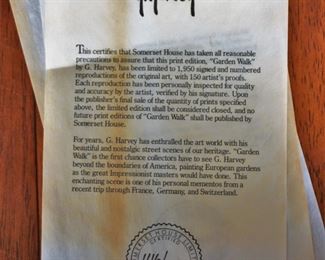 This certifies that Somerset House has taken all reasonable
precautions to assure that this print edition, "Garden Walk"
by G. Harvey, has been limited to 1,950 signed and numbered
reproductions of the original art, with 150 artist's proofs.
Each reproduction has been personally inspected for quality
and accuracy by the artist, verified by his signature. Upon
the publisher's final sale of the quantity of prints specified
above, the limited edition shall be considered closed, and no
future print editions of "Garden Walk" shall be published by
Somerset House.
For years, G. Harvey has enthralled the art world with his
beautiful and nostalgic street scenes of our heritage. "Garden
Walk" is the first chance collectors have to see G. Harvey
beyond the boundaries of America, painting European gardens
as the great Impressionist masters would have done. This
enchanting scene is one of his personal mementos from a
recent trip through France, Germany, and Switzerland.
CERTIFIED